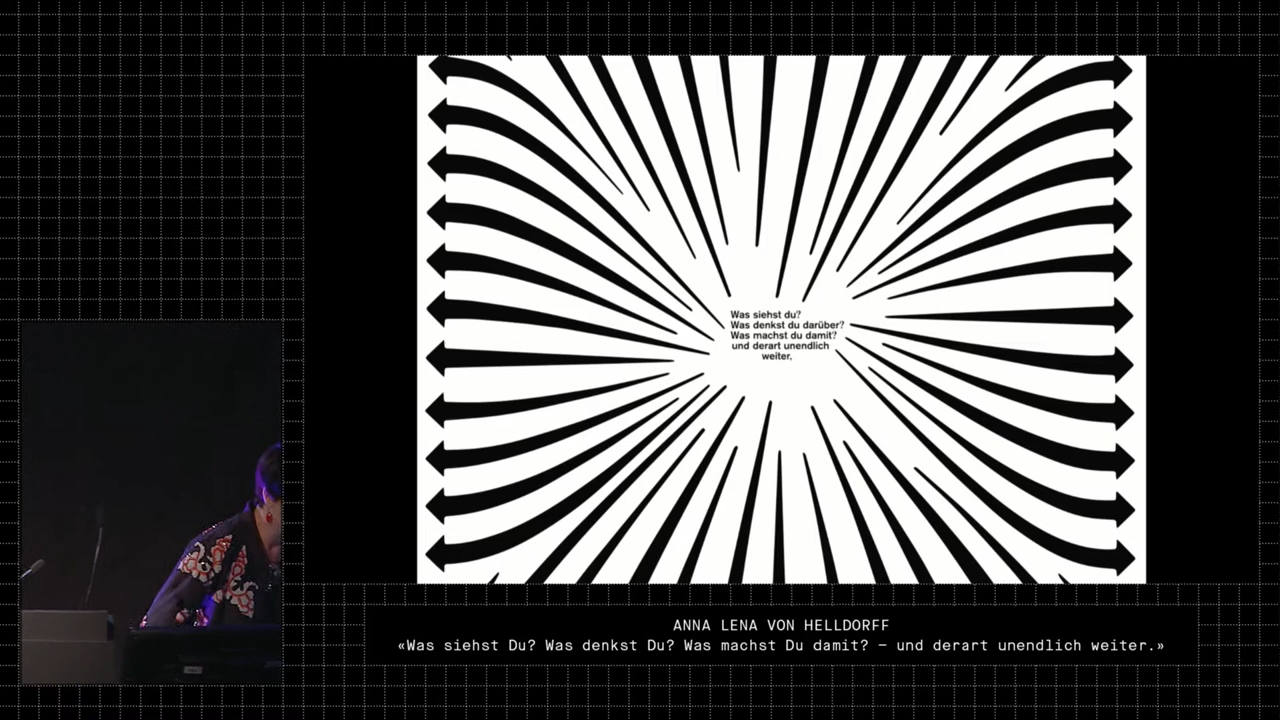 Was siehst du?
Was denkst du darüber?
Was machst du damit?
und derart unendlich
weiter.
ANNA LENA VON HELLDORFF
«Was siehst Du? Was denkst Du? Was machst Du damit? – und derart unendlich weiter.»